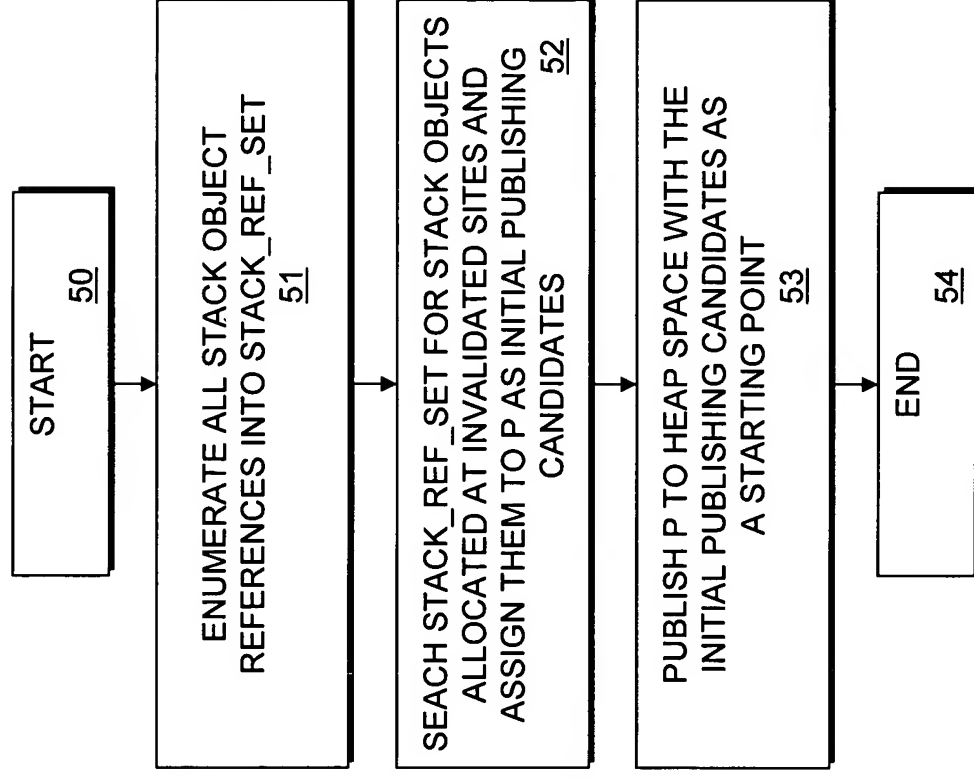 START
50
ENUMERATE ALL STACK OBJECT
REFERENCES INTO STACK_REF_SET
51
SEACH STACK_REF_SET FOR STACK OBJECTS
ALLOCATED AT INVALIDATED SITES AND
ASSIGN THEM TO P AS INITIAL PUBLISHING
CANDIDATES
52
PUBLISH P TO HEAP SPACE WITH THE
INITIAL PUBLISHING CANDIDATES AS
A STARTING POINT
53
END
54